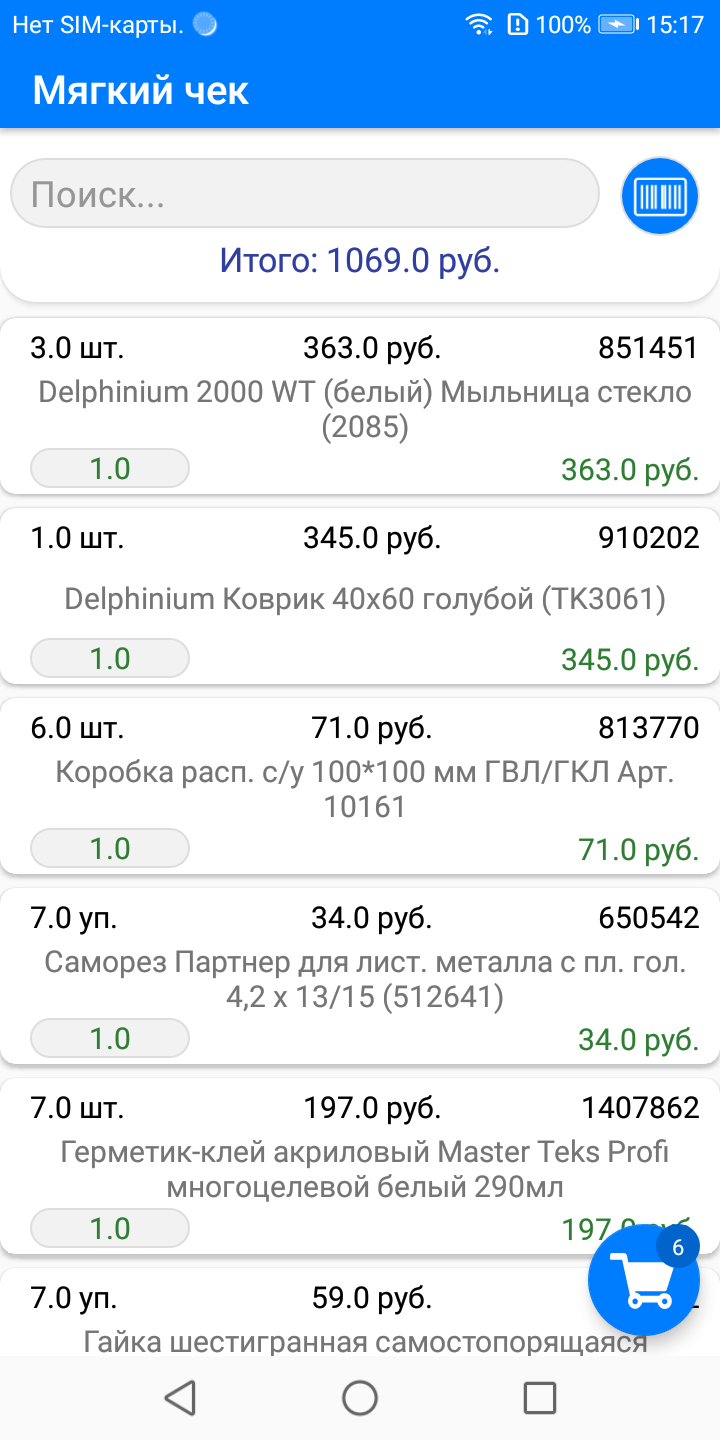 Нет SIM-карты. 100% 15:17
Мягкий чек
Поиск...
Итого: 1069.0 руб.
3.0 шт. 363.0 руб. 851451
Delphinium 2000 WT (белый) Мыльница стекло
(2085)
1.0 363.0 руб.
1.0 шт. 345.0 руб. 910202
Delphinium Коврик 40x60 голубой (TK3061)
1.0 345.0 руб.
6.0 шт. 71.0 руб. 813770
Коробка расп. с/у 100*100 мм ГВЛ/ГКЛ Арт.
10161
1.0 71.0 руб.
7.0 уп. 34.0 руб. 650542
Саморез Партнер для лист. металла с пл. гол.
4,2 х 13/15 (512641)
1.0 34.0 руб.
7.0 шт. 197.0 руб. 1407862
Герметик-клей акриловый Master Teks Profi
многоцелевой белый 290мл
1.0 197.0 руб.
6
7.0 уп. 59.0 руб.
Гайка шестигранная самостопорящаяся